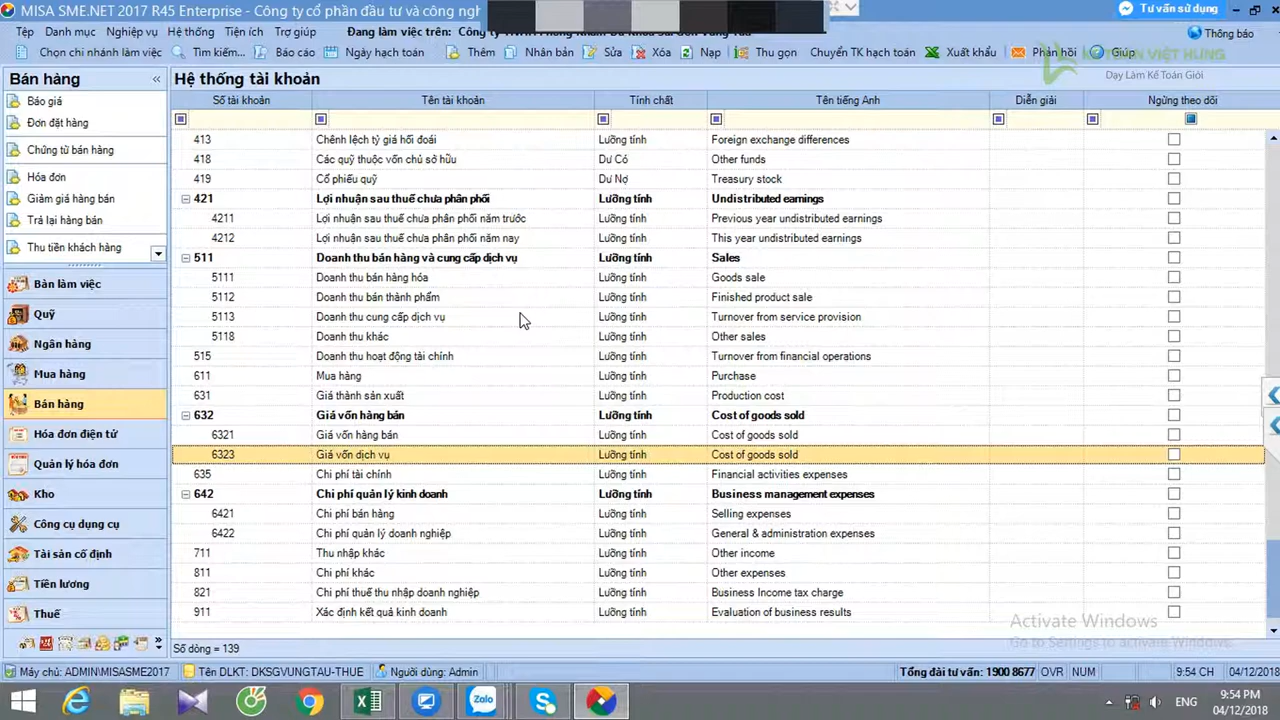 MISA SME.NET 2017 R45 Enterprise - Công ty cổ phần đầu tư và công ngh
Tư vấn sử dụng
Tệp Danh mục Nghiệp vụ Hệ thống Tiện ích Trợ giúp Đang làm việc trên: Công ty
Thông báo
Chọn chi nhánh làm việc Tìm kiếm... Báo cáo Ngày hạch toán Thêm Nhân bản Sửa Xóa Nạp Thu gọn Chuyển TK hạch toán Xuất khẩu Phản hồi Giúp
KẾ TOÁN VIỆT HƯNG
Dạy Làm Kế Toán Giỏi
Bán hàng
Báo giá
Đơn đặt hàng
Chứng từ bán hàng
Hóa đơn
Giảm giá hàng bán
Trả lại hàng bán
Thu tiền khách hàng
Bàn làm việc
Quỹ
Ngân hàng
Mua hàng
Bán hàng
Hóa đơn điện tử
Quản lý hóa đơn
Kho
Công cụ dụng cụ
Tài sản cố định
Tiền lương
Thuế
Hệ thống tài khoản
Số tài khoản Tên tài khoản Tính chất Tên tiếng Anh Diễn giải Ngừng theo dõi
413 Chênh lệch tỷ giá hối đoái Lưỡng tính Foreign exchange differences
418 Các quỹ thuộc vốn chủ sở hữu Dư Có Other funds
419 Cổ phiếu quỹ Dư Nợ Treasury stock
421 Lợi nhuận sau thuế chưa phân phối Lưỡng tính Undistributed earnings
4211 Lợi nhuận sau thuế chưa phân phối năm trước Lưỡng tính Previous year undistributed earnings
4212 Lợi nhuận sau thuế chưa phân phối năm nay Lưỡng tính This year undistributed earnings
511 Doanh thu bán hàng và cung cấp dịch vụ Lưỡng tính Sales
5111 Doanh thu bán hàng hóa Lưỡng tính Goods sale
5112 Doanh thu bán thành phẩm Lưỡng tính Finished product sale
5113 Doanh thu cung cấp dịch vụ Lưỡng tính Turnover from service provision
5118 Doanh thu khác Lưỡng tính Other sales
515 Doanh thu hoạt động tài chính Lưỡng tính Turnover from financial operations
611 Mua hàng Lưỡng tính Purchase
631 Giá thành sản xuất Lưỡng tính Production cost
632 Giá vốn hàng bán Lưỡng tính Cost of goods sold
6321 Giá vốn hàng bán Lưỡng tính Cost of goods sold
6323 Giá vốn dịch vụ Lưỡng tính Cost of goods sold
635 Chi phí tài chính Lưỡng tính Financial activities expenses
642 Chi phí quản lý kinh doanh Lưỡng tính Business management expenses
6421 Chi phí bán hàng Lưỡng tính Selling expenses
6422 Chi phí quản lý doanh nghiệp Lưỡng tính General & administration expenses
711 Thu nhập khác Lưỡng tính Other income
811 Chi phí khác Lưỡng tính Other expenses
821 Chi phí thuế thu nhập doanh nghiệp Lưỡng tính Business Income tax charge
911 Xác định kết quả kinh doanh Lưỡng tính Evaluation of business results
Activate Windows
Go to Settings to activate Windows.
Số dòng = 139
Máy chủ: ADMIN\MISASME2017 Tên DLKT: DKSGVUNGTAU-THUE Người dùng: Admin Tổng đài tư vấn: 1900 8677 OVR NUM 9:54 CH 04/12/2018
Zalo
ENG
9:54 PM
04/12/2018